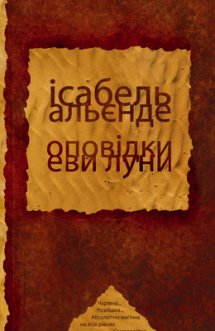 ісабель
альєнде
оповідки
еви луни
Чарівна...
Розкішна...
Абсолютно магічна
на всіх рівнях